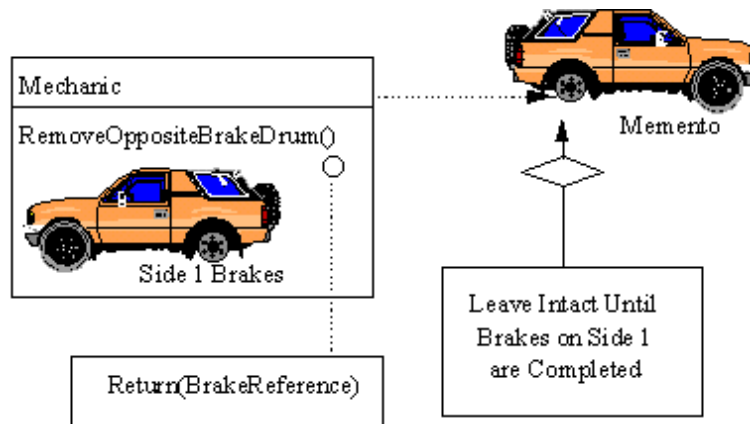 Mechanic
RemoveOppositeBrakeDrum()
Side 1 Brakes
Return(BrakeReference)
Memento
Leave Intact Until
Brakes on Side 1
are Completed